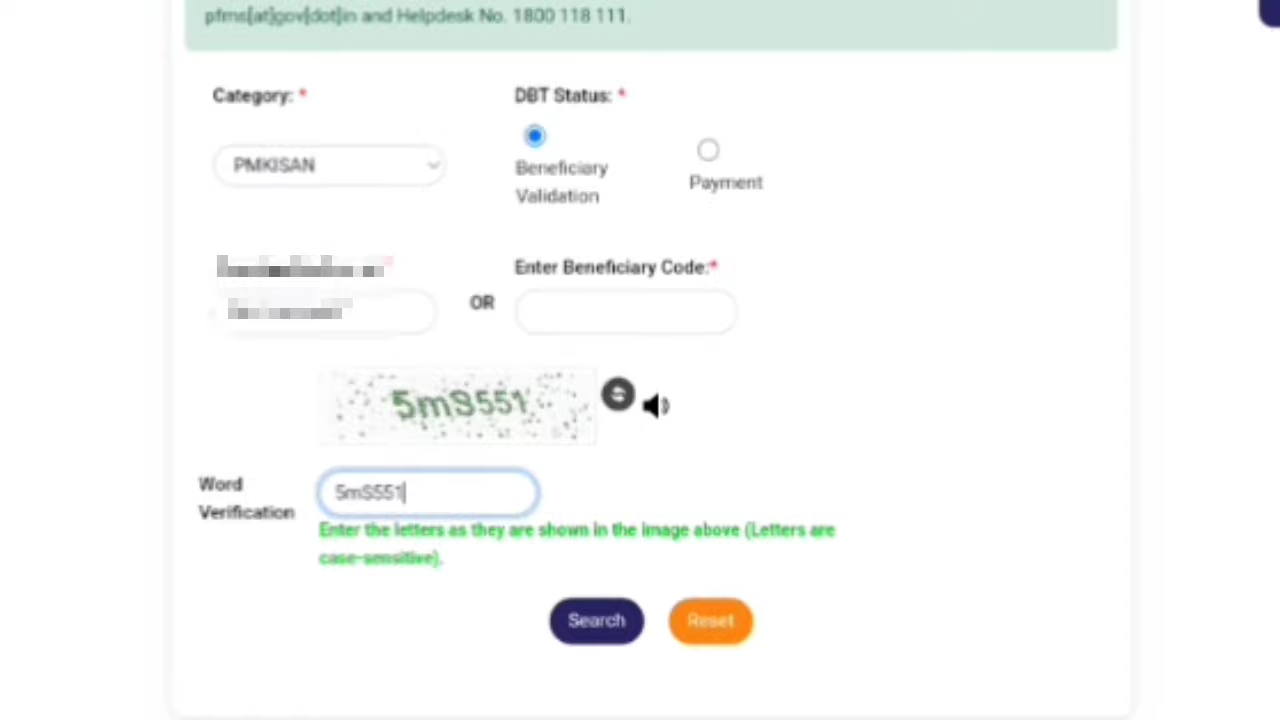 pfms[at]gov[dot]in and Helpdesk No. 1800 118 111.
Category: *
DBT Status: *
PMKISAN
Beneficiary
Validation
Payment
*
Enter Beneficiary Code:*
OR
5mS551
Word
Verification
5mS551
Enter the letters as they are shown in the image above (Letters are
case-sensitive).
Search
Reset